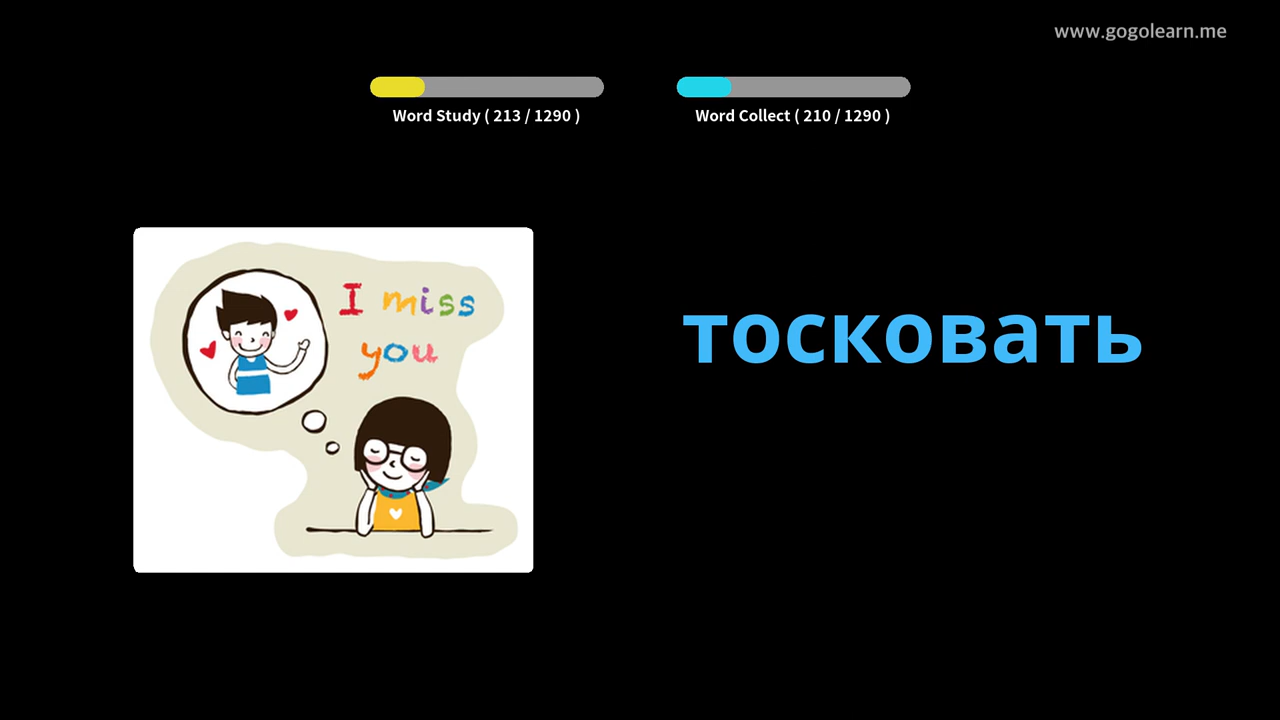 www.gogolearn.me
Word Study ( 213 / 1290 )
Word Collect ( 210 / 1290 )
I miss
you
тосковать